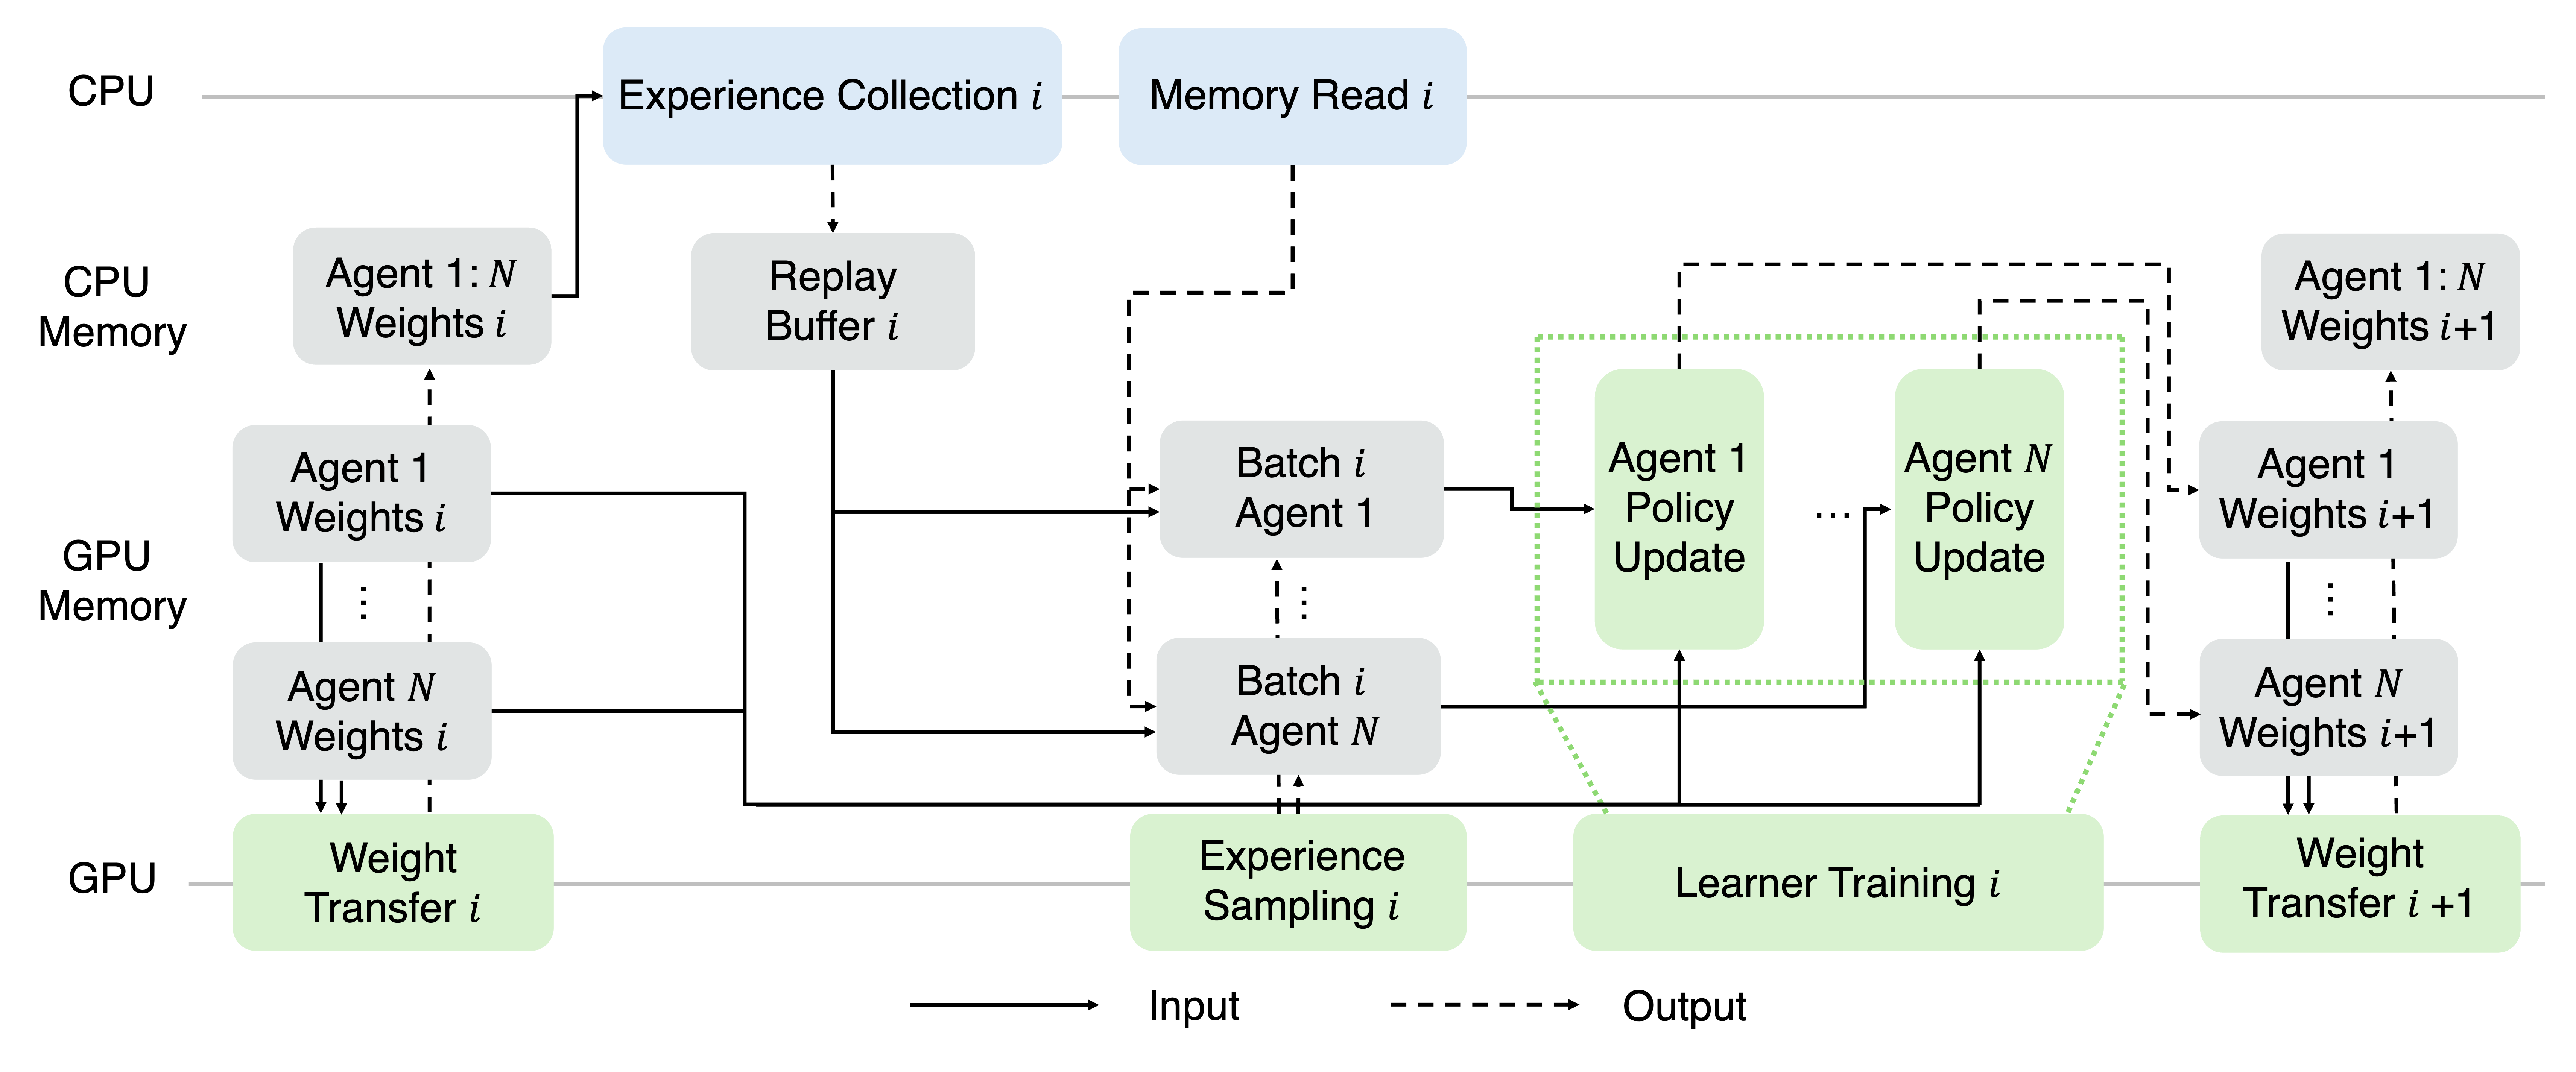 CPU
Experience Collection i
Memory Read i
CPU
Memory
Agent 1: N
Weights i
Replay
Buffer i
Agent 1: N
Weights i+1
GPU
Memory
Agent 1
Weights i
⋮
Agent N
Weights i
Batch i
Agent 1
⋮
Batch i
Agent N
Agent 1
Policy
Update
...
Agent N
Policy
Update
Agent 1
Weights i+1
⋮
Agent N
Weights i+1
GPU
Weight
Transfer i
Experience
Sampling i
Learner Training i
Weight
Transfer i +1
Input
Output